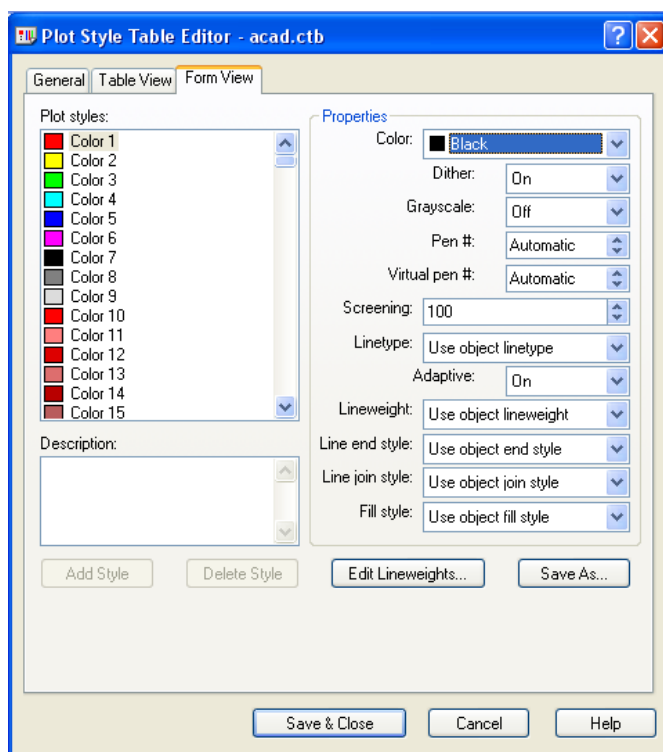 Plot Style Table Editor - acad.ctb
General Table View Form View
Plot styles:
Color 1
Color 2
Color 3
Color 4
Color 5
Color 6
Color 7
Color 8
Color 9
Color 10
Color 11
Color 12
Color 13
Color 14
Color 15
Description:
Add Style Delete Style
Properties
Color: Black
Dither: On
Grayscale: Off
Pen #: Automatic
Virtual pen #: Automatic
Screening: 100
Linetype: Use object linetype
Adaptive: On
Lineweight: Use object lineweight
Line end style: Use object end style
Line join style: Use object join style
Fill style: Use object fill style
Edit Lineweights... Save As...
Save & Close Cancel Help